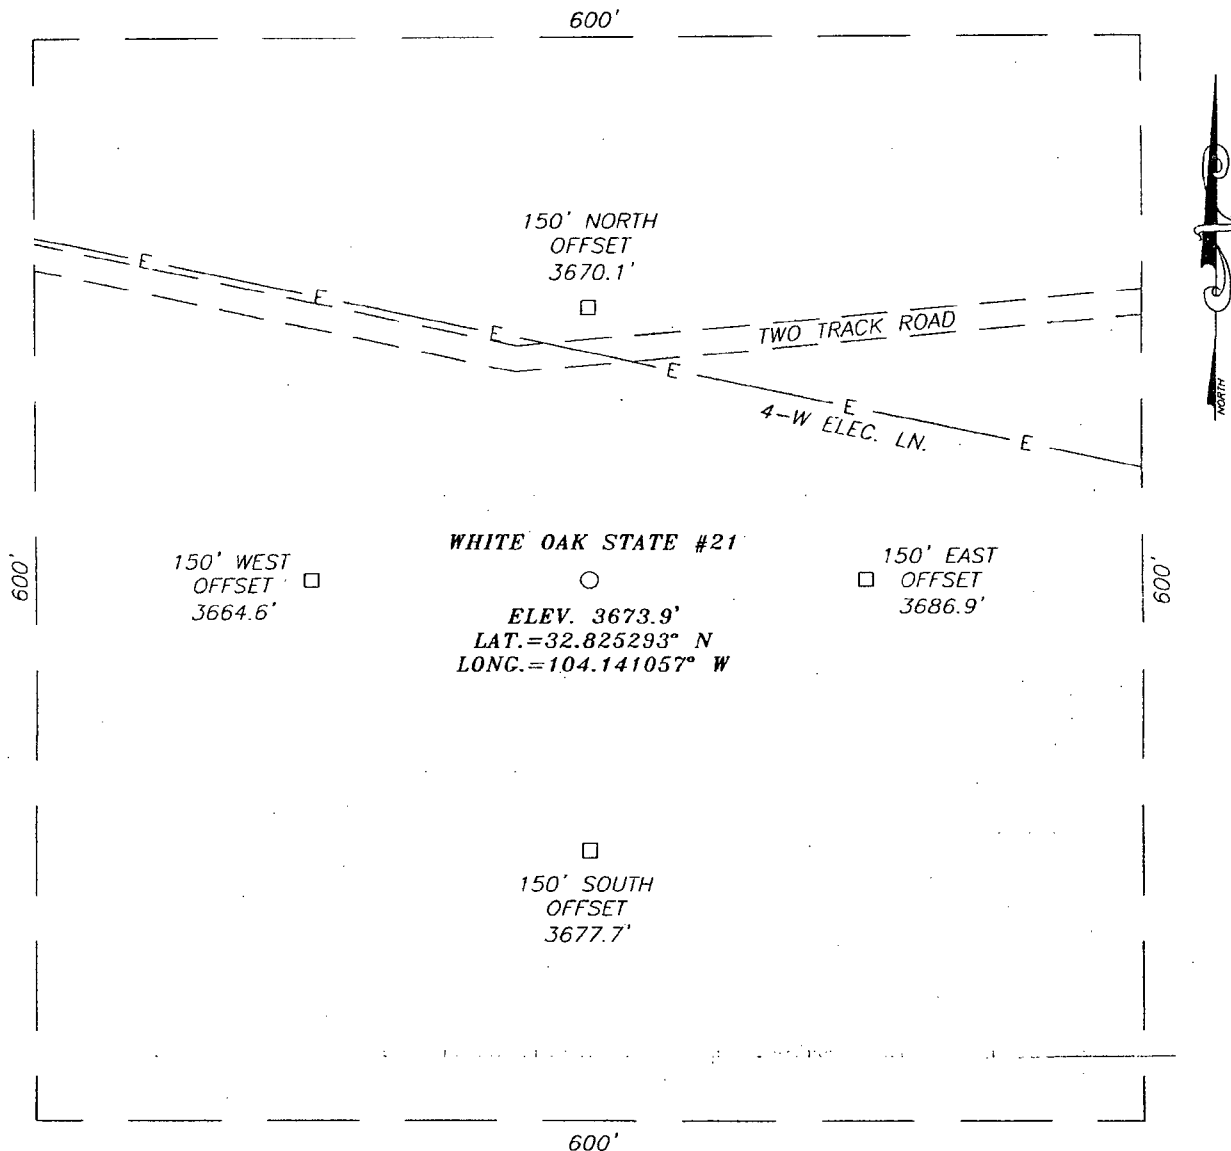 600'
150' NORTH
OFFSET
3670.1'
E
E
E
TWO TRACK ROAD
E
E
4-W ELEC. LN.
E
NORTH
WHITE OAK STATE #21
150' WEST
OFFSET
3664.6'
150' EAST
OFFSET
3686.9'
600'
600'
ELEV. 3673.9'
LAT.=32.825293° N
LONG.=104.141057° W
150' SOUTH
OFFSET
3677.7'
600'